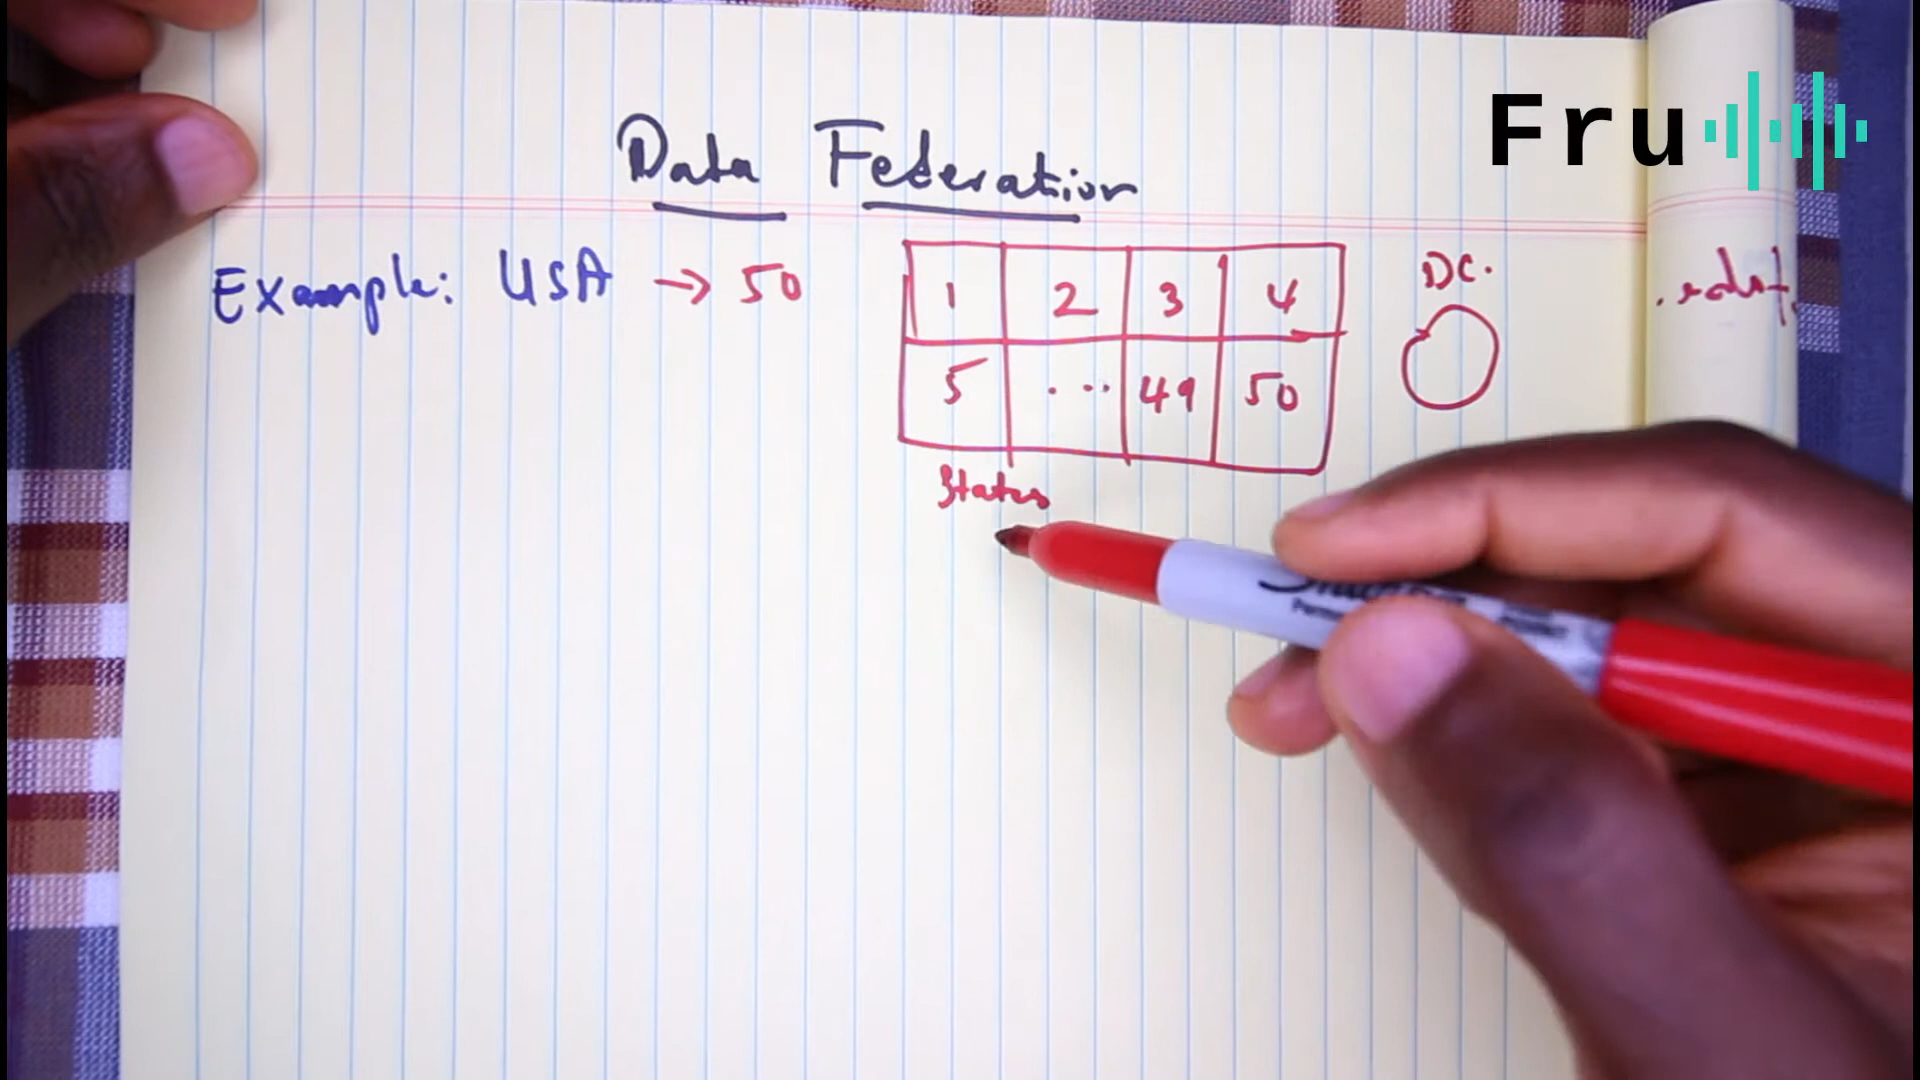 Fru
Data Federation
Example: USA → 50
1 2 3 4
5 ... 49 50
DC.
States